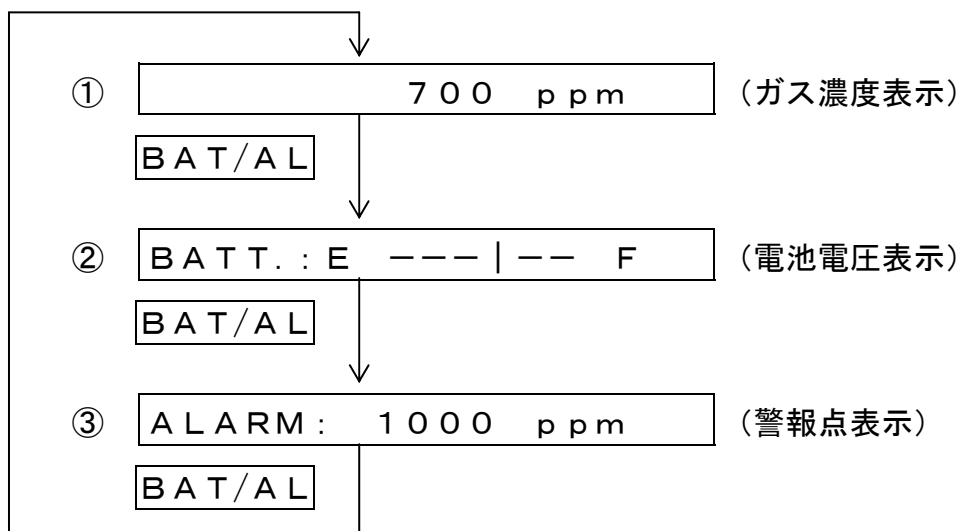 ① 700 ppm (ガス濃度表示)
BAT/AL
② BATT.:E ---|-- F (電池電圧表示)
BAT/AL
③ ALARM: 1000 ppm (警報点表示)
BAT/AL